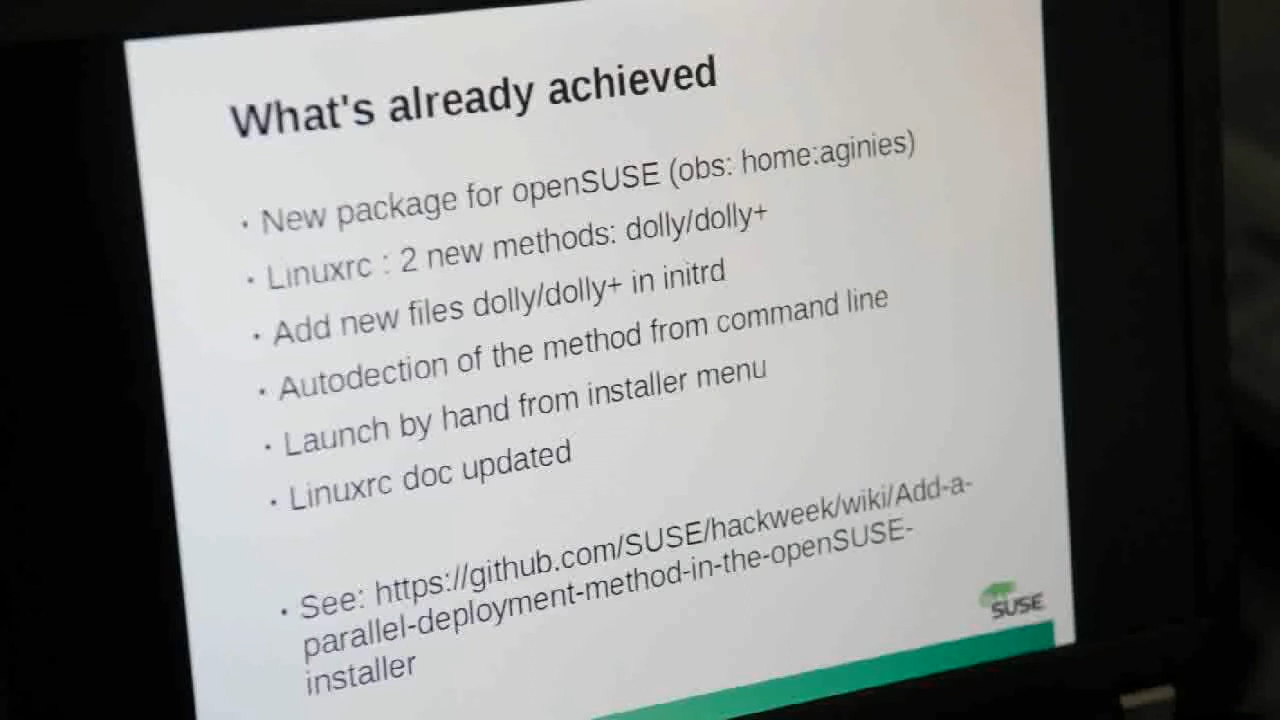 What's already achieved
· New package for openSUSE (obs: home:aginies)
· Linuxrc : 2 new methods: dolly/dolly+
· Add new files dolly/dolly+ in initrd
· Autodection of the method from command line
· Launch by hand from installer menu
· Linuxrc doc updated
· See: https://github.com/SUSE/hackweek/wiki/Add-a-
parallel-deployment-method-in-the-openSUSE-
installer
SUSE